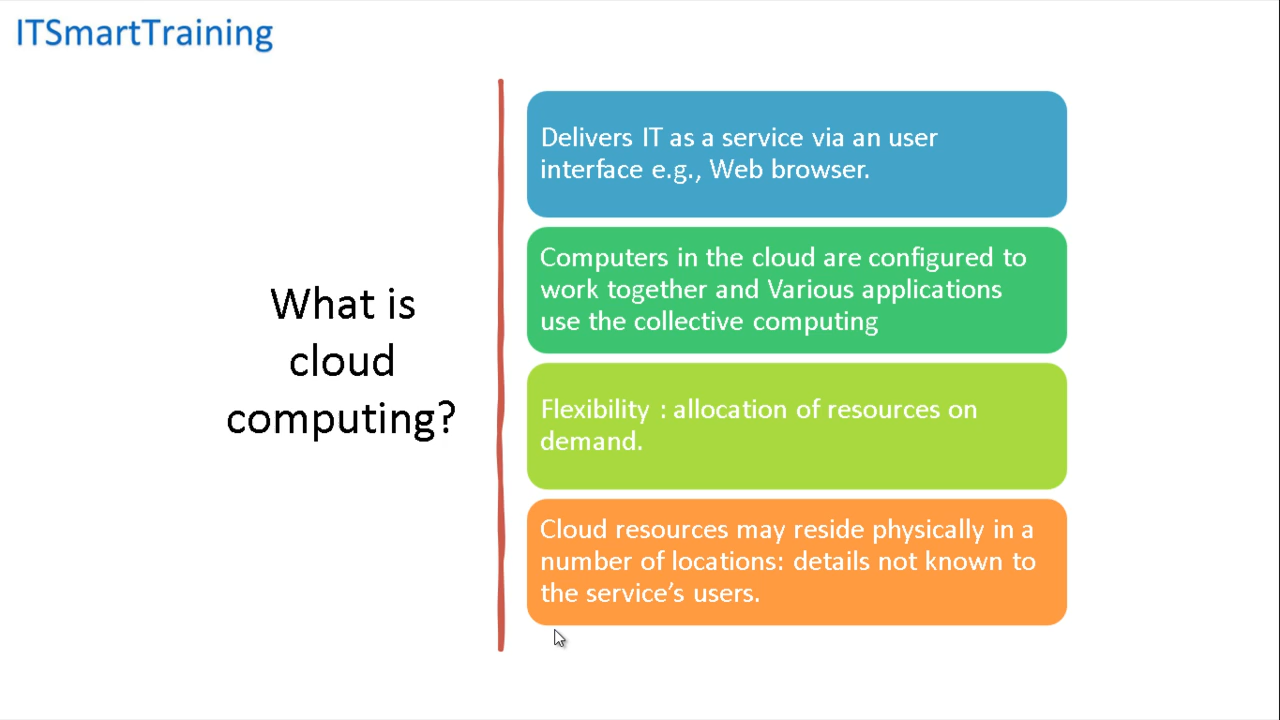 ITSmartTraining
What is
cloud
computing?
Delivers IT as a service via an user
interface e.g., Web browser.
Computers in the cloud are configured to
work together and Various applications
use the collective computing
Flexibility : allocation of resources on
demand.
Cloud resources may reside physically in a
number of locations: details not known to
the service’s users.